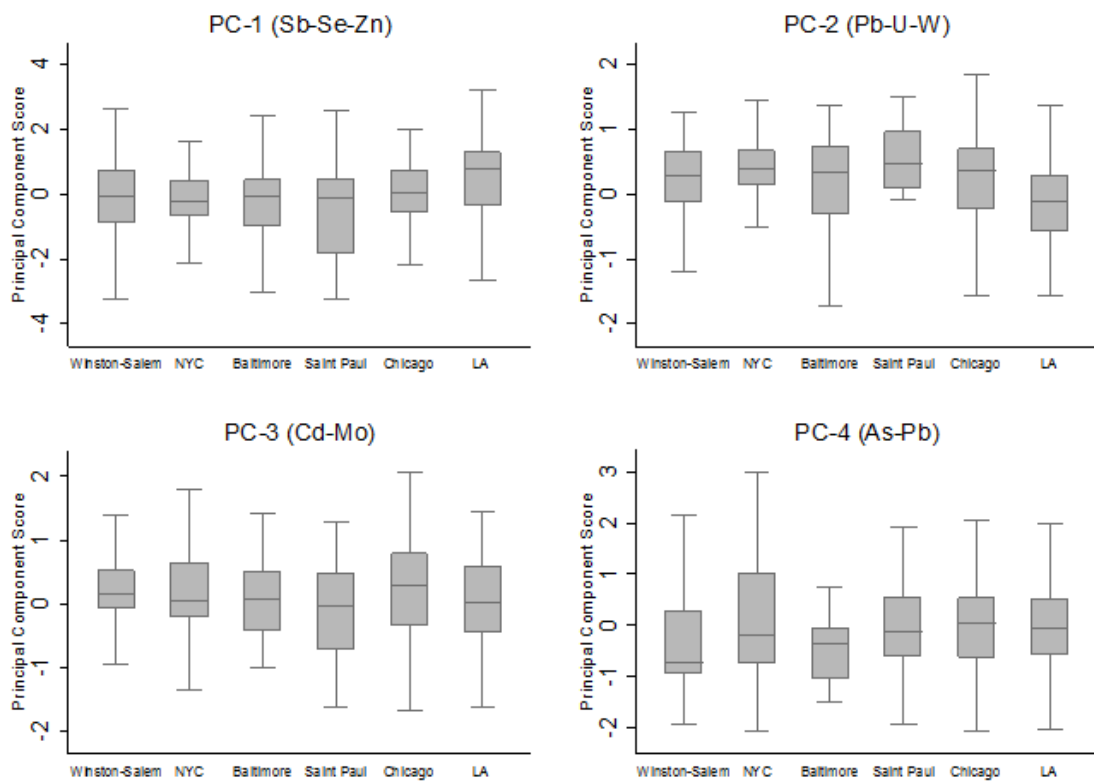 PC-1 (Sb-Se-Zn)
Principal Component Score
4
2
0
-2
-4
Winston-Salem NYC Baltimore Saint Paul Chicago LA
PC-2 (Pb-U-W)
Principal Component Score
2
1
0
-1
-2
Winston-Salem NYC Baltimore Saint Paul Chicago LA
PC-3 (Cd-Mo)
Principal Component Score
2
1
0
-1
-2
Winston-Salem NYC Baltimore Saint Paul Chicago LA
PC-4 (As-Pb)
Principal Component Score
3
2
1
0
-1
-2
Winston-Salem NYC Baltimore Saint Paul Chicago LA